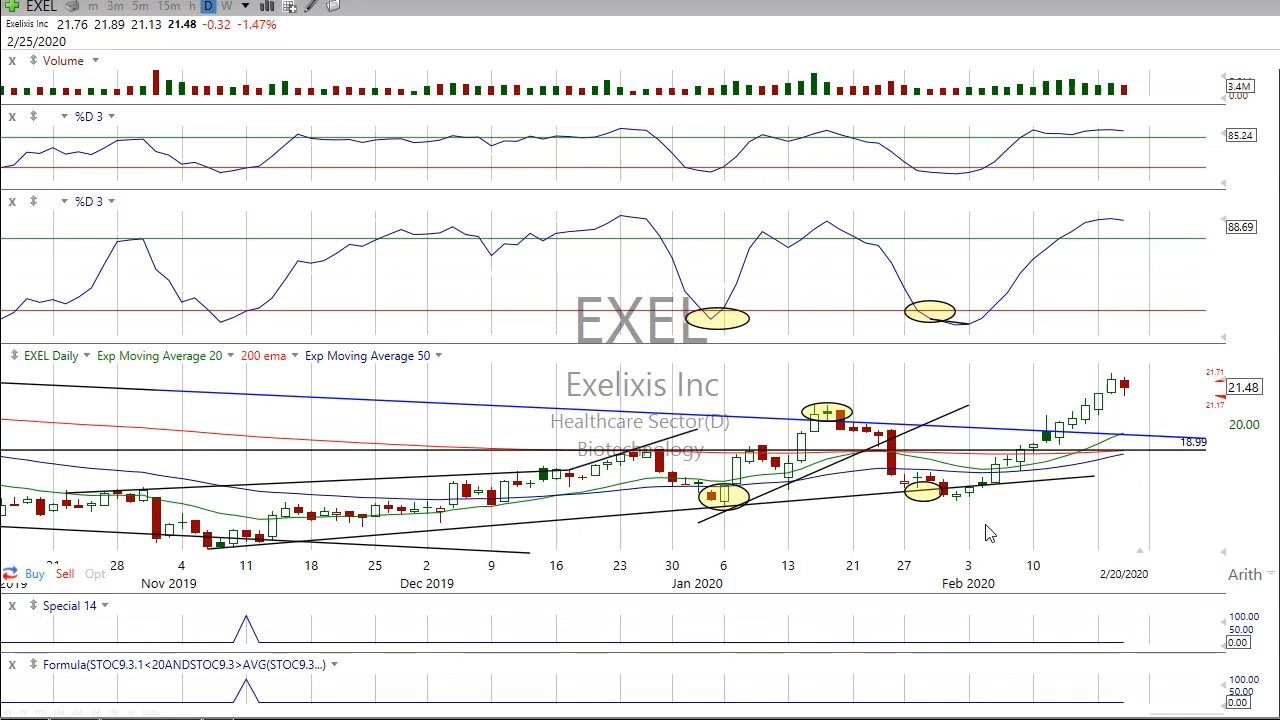 EXEL m 3m 5m 15m h D W
Exelixis Inc 21.76 21.89 21.13 21.48 -0.32 -1.47%
2/25/2020
X Volume
3.4M
0.00
X %D 3
85.24
X %D 3
88.69
EXEL
EXEL Daily Exp Moving Average 20 200 ema Exp Moving Average 50
21.71
Exelixis Inc
21.48
21.17
Healthcare Sector(D)
20.00
18.99
Biotechnology
28 4 11 18 25 2 9 16 23 30 6 13 21 27 3 10
Buy Sell Opt
2/20/2020
Arith
2019 Nov 2019 Dec 2019 Jan 2020 Feb 2020
X Special 14
100.00
50.00
0.00
X Formula(STOC9.3.1<20ANDSTOC9.3>AVG(STOC9.3...)
100.00
50.00
0.00